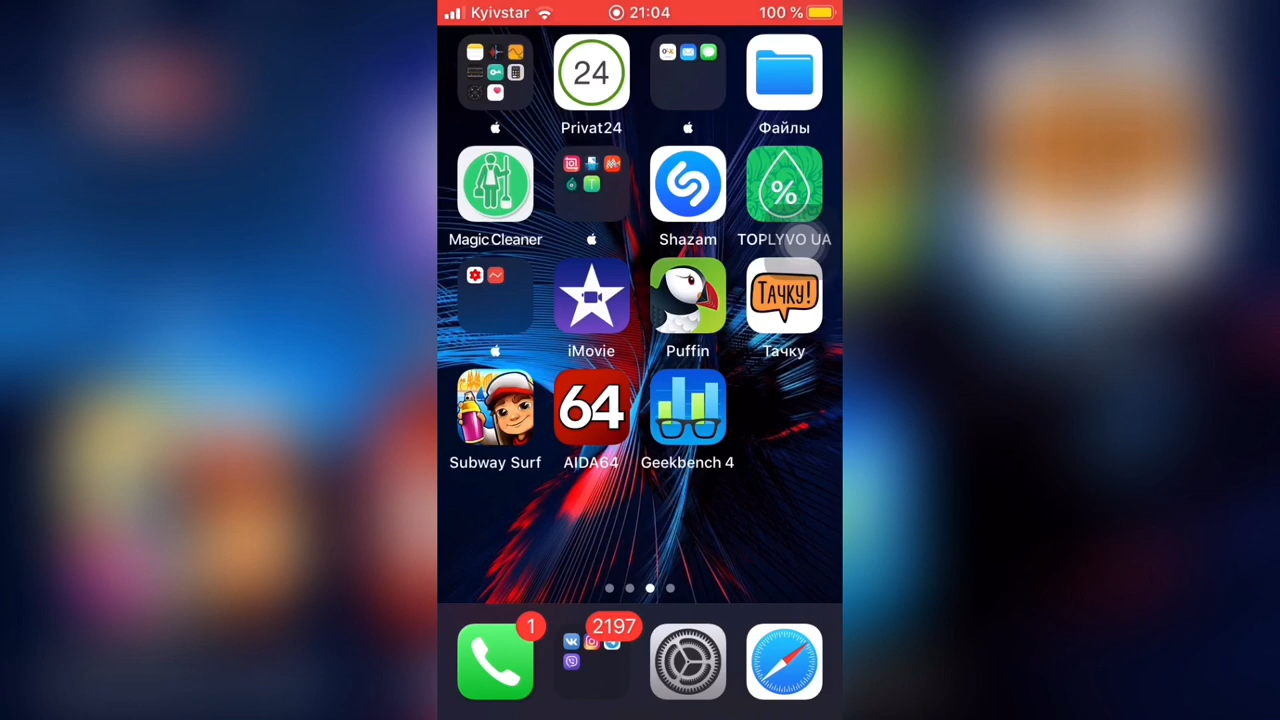 Kyivstar 21:04 100 %
24
Privat24 Файлы
%
Magic Cleaner Shazam TOPLYVO UA
ТАЧКУ!
iMovie Puffin Тачку
64
Subway Surf AIDA64 Geekbench 4
1 2197